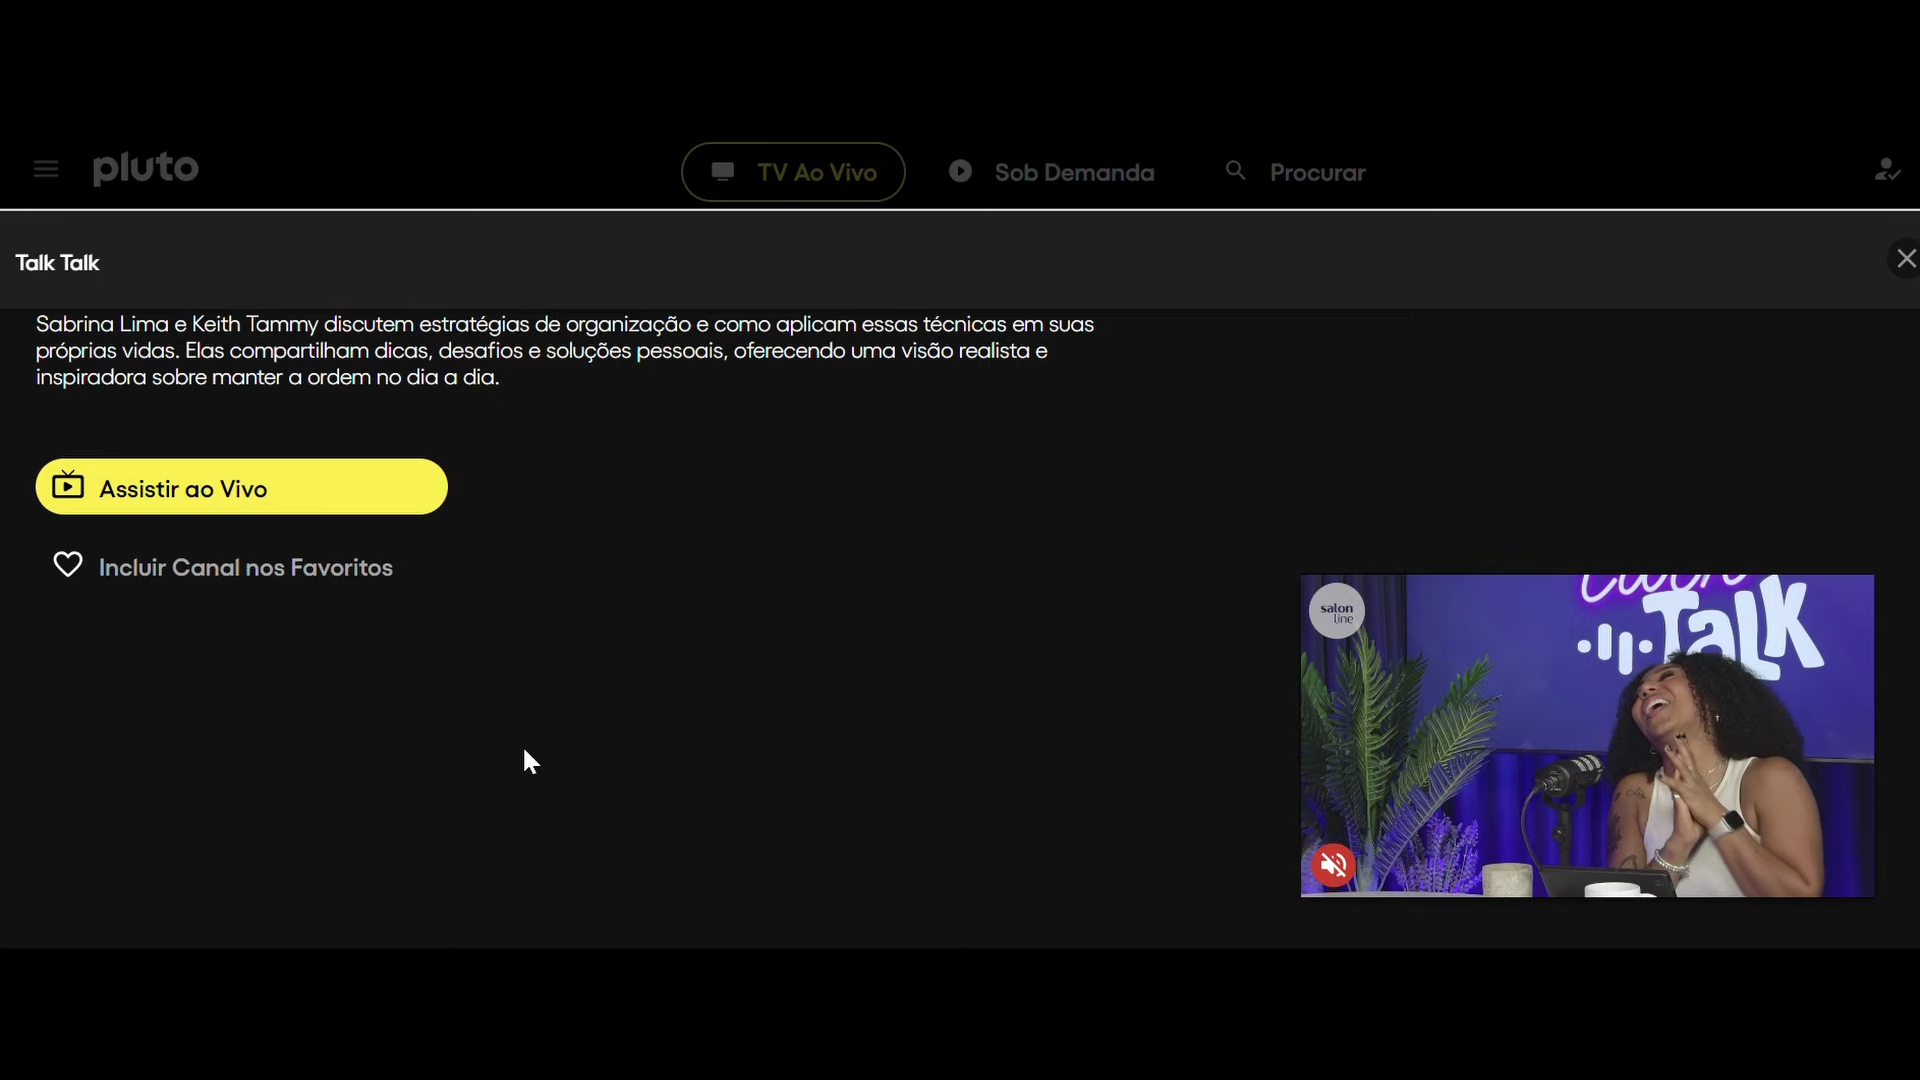 pluto
TV Ao Vivo
Sob Demanda
Procurar
Talk Talk
Sabrina Lima e Keith Tammy discutem estratégias de organização e como aplicam essas técnicas em suas
próprias vidas. Elas compartilham dicas, desafios e soluções pessoais, oferecendo uma visão realista e
inspiradora sobre manter a ordem no dia a dia.
Assistir ao Vivo
Incluir Canal nos Favoritos
salon
line
Talk